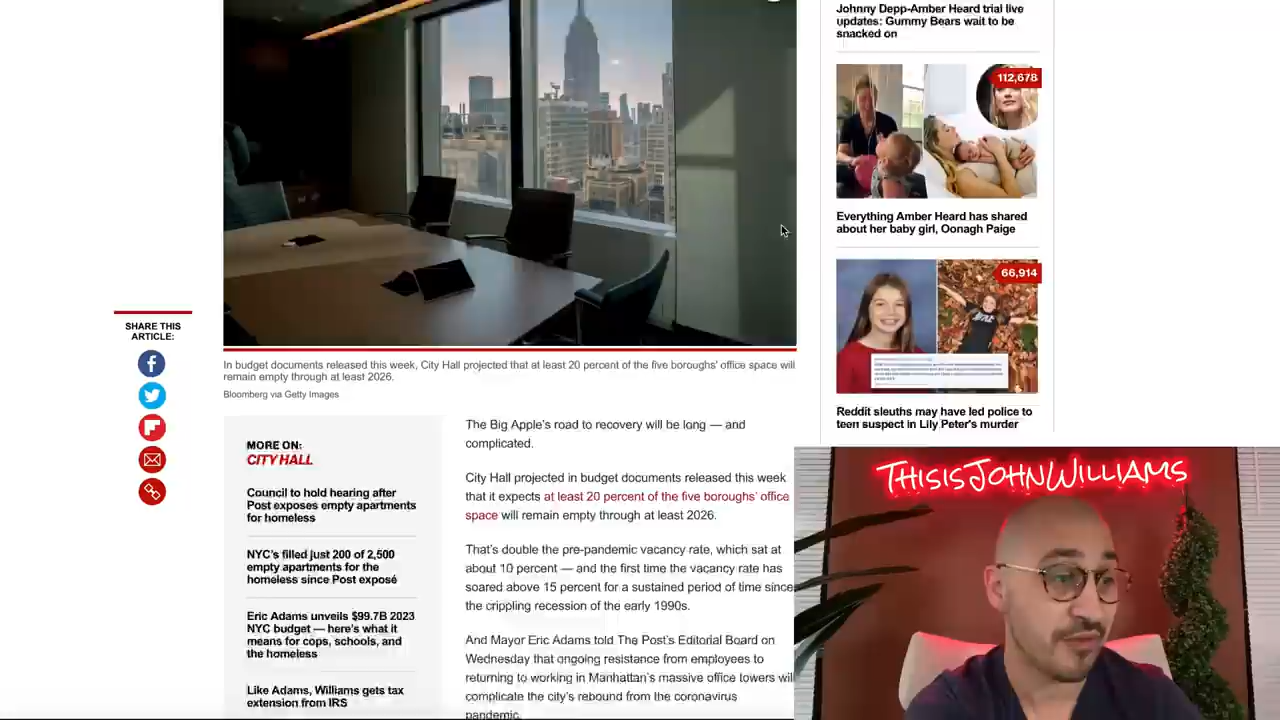 Johnny Depp-Amber Heard trial live
updates: Gummy Bears wait to be
snacked on
112,678
Everything Amber Heard has shared
about her baby girl, Oonagh Paige
66,914
Reddit sleuths may have led police to
teen suspect in Lily Peter's murder
SHARE THIS
ARTICLE:
In budget documents released this week, City Hall projected that at least 20 percent of the five boroughs' office space will
remain empty through at least 2026.
Bloomberg via Getty Images
MORE ON:
CITY HALL
Council to hold hearing after
Post exposes empty apartments
for homeless
NYC's filled just 200 of 2,500
empty apartments for the
homeless since Post exposé
Eric Adams unveils $99.7B 2023
NYC budget — here's what it
means for cops, schools, and
the homeless
Like Adams, Williams gets tax
extension from IRS
The Big Apple's road to recovery will be long — and
complicated.
City Hall projected in budget documents released this week
that it expects at least 20 percent of the five boroughs' office
space will remain empty through at least 2026.
That's double the pre-pandemic vacancy rate, which sat at
about 10 percent — and the first time the vacancy rate has
soared above 15 percent for a sustained period of time since
the crippling recession of the early 1990s.
And Mayor Eric Adams told The Post's Editorial Board on
Wednesday that ongoing resistance from employees to
returning to working in Manhattan's massive office towers will
complicate the city's rebound from the coronavirus
pandemic.
THISISJOHNWILLIAMS